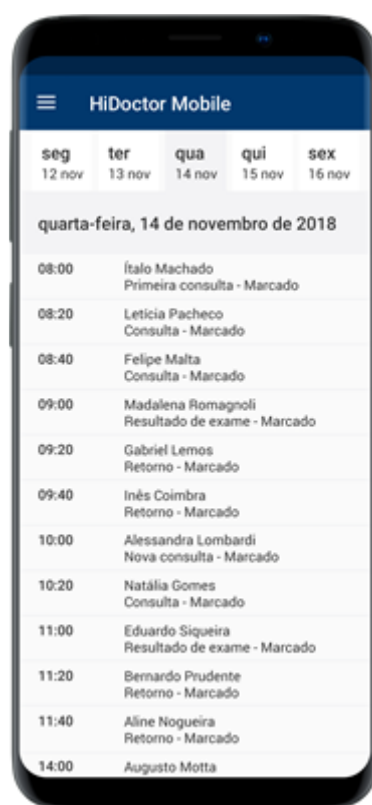 HiDoctor Mobile
seg ter qua qui sex
12 nov 13 nov 14 nov 15 nov 16 nov
quarta-feira, 14 de novembro de 2018
08:00 Ítalo Machado
Primeira consulta - Marcado
08:20 Letícia Pacheco
Consulta - Marcado
08:40 Felipe Malta
Consulta - Marcado
09:00 Madalena Romagnoli
Resultado de exame - Marcado
09:20 Gabriel Lemos
Retorno - Marcado
09:40 Inês Coimbra
Retorno - Marcado
10:00 Alessandra Lombardi
Nova consulta - Marcado
10:20 Natália Gomes
Consulta - Marcado
11:00 Eduardo Siqueira
Resultado de exame - Marcado
11:20 Bernardo Prudente
Retorno - Marcado
11:40 Aline Nogueira
Retorno - Marcado
14:00 Augusto Motta